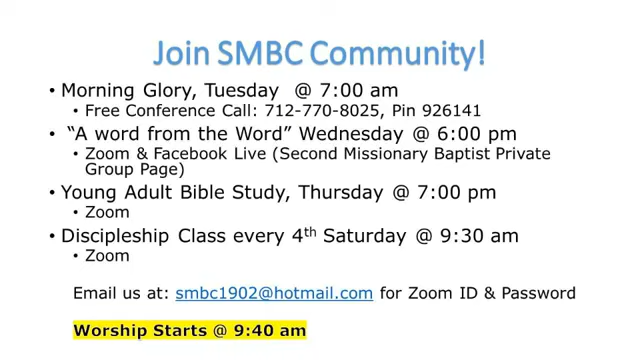 Join SMBC Community!
• Morning Glory, Tuesday @ 7:00 am
• Free Conference Call: 712-770-8025, Pin 926141
• “A word from the Word” Wednesday @ 6:00 pm
• Zoom & Facebook Live (Second Missionary Baptist Private
Group Page)
• Young Adult Bible Study, Thursday @ 7:00 pm
• Zoom
• Discipleship Class every 4th Saturday @ 9:30 am
• Zoom
Email us at: smbc1902@hotmail.com for Zoom ID & Password
Worship Starts @ 9:40 am